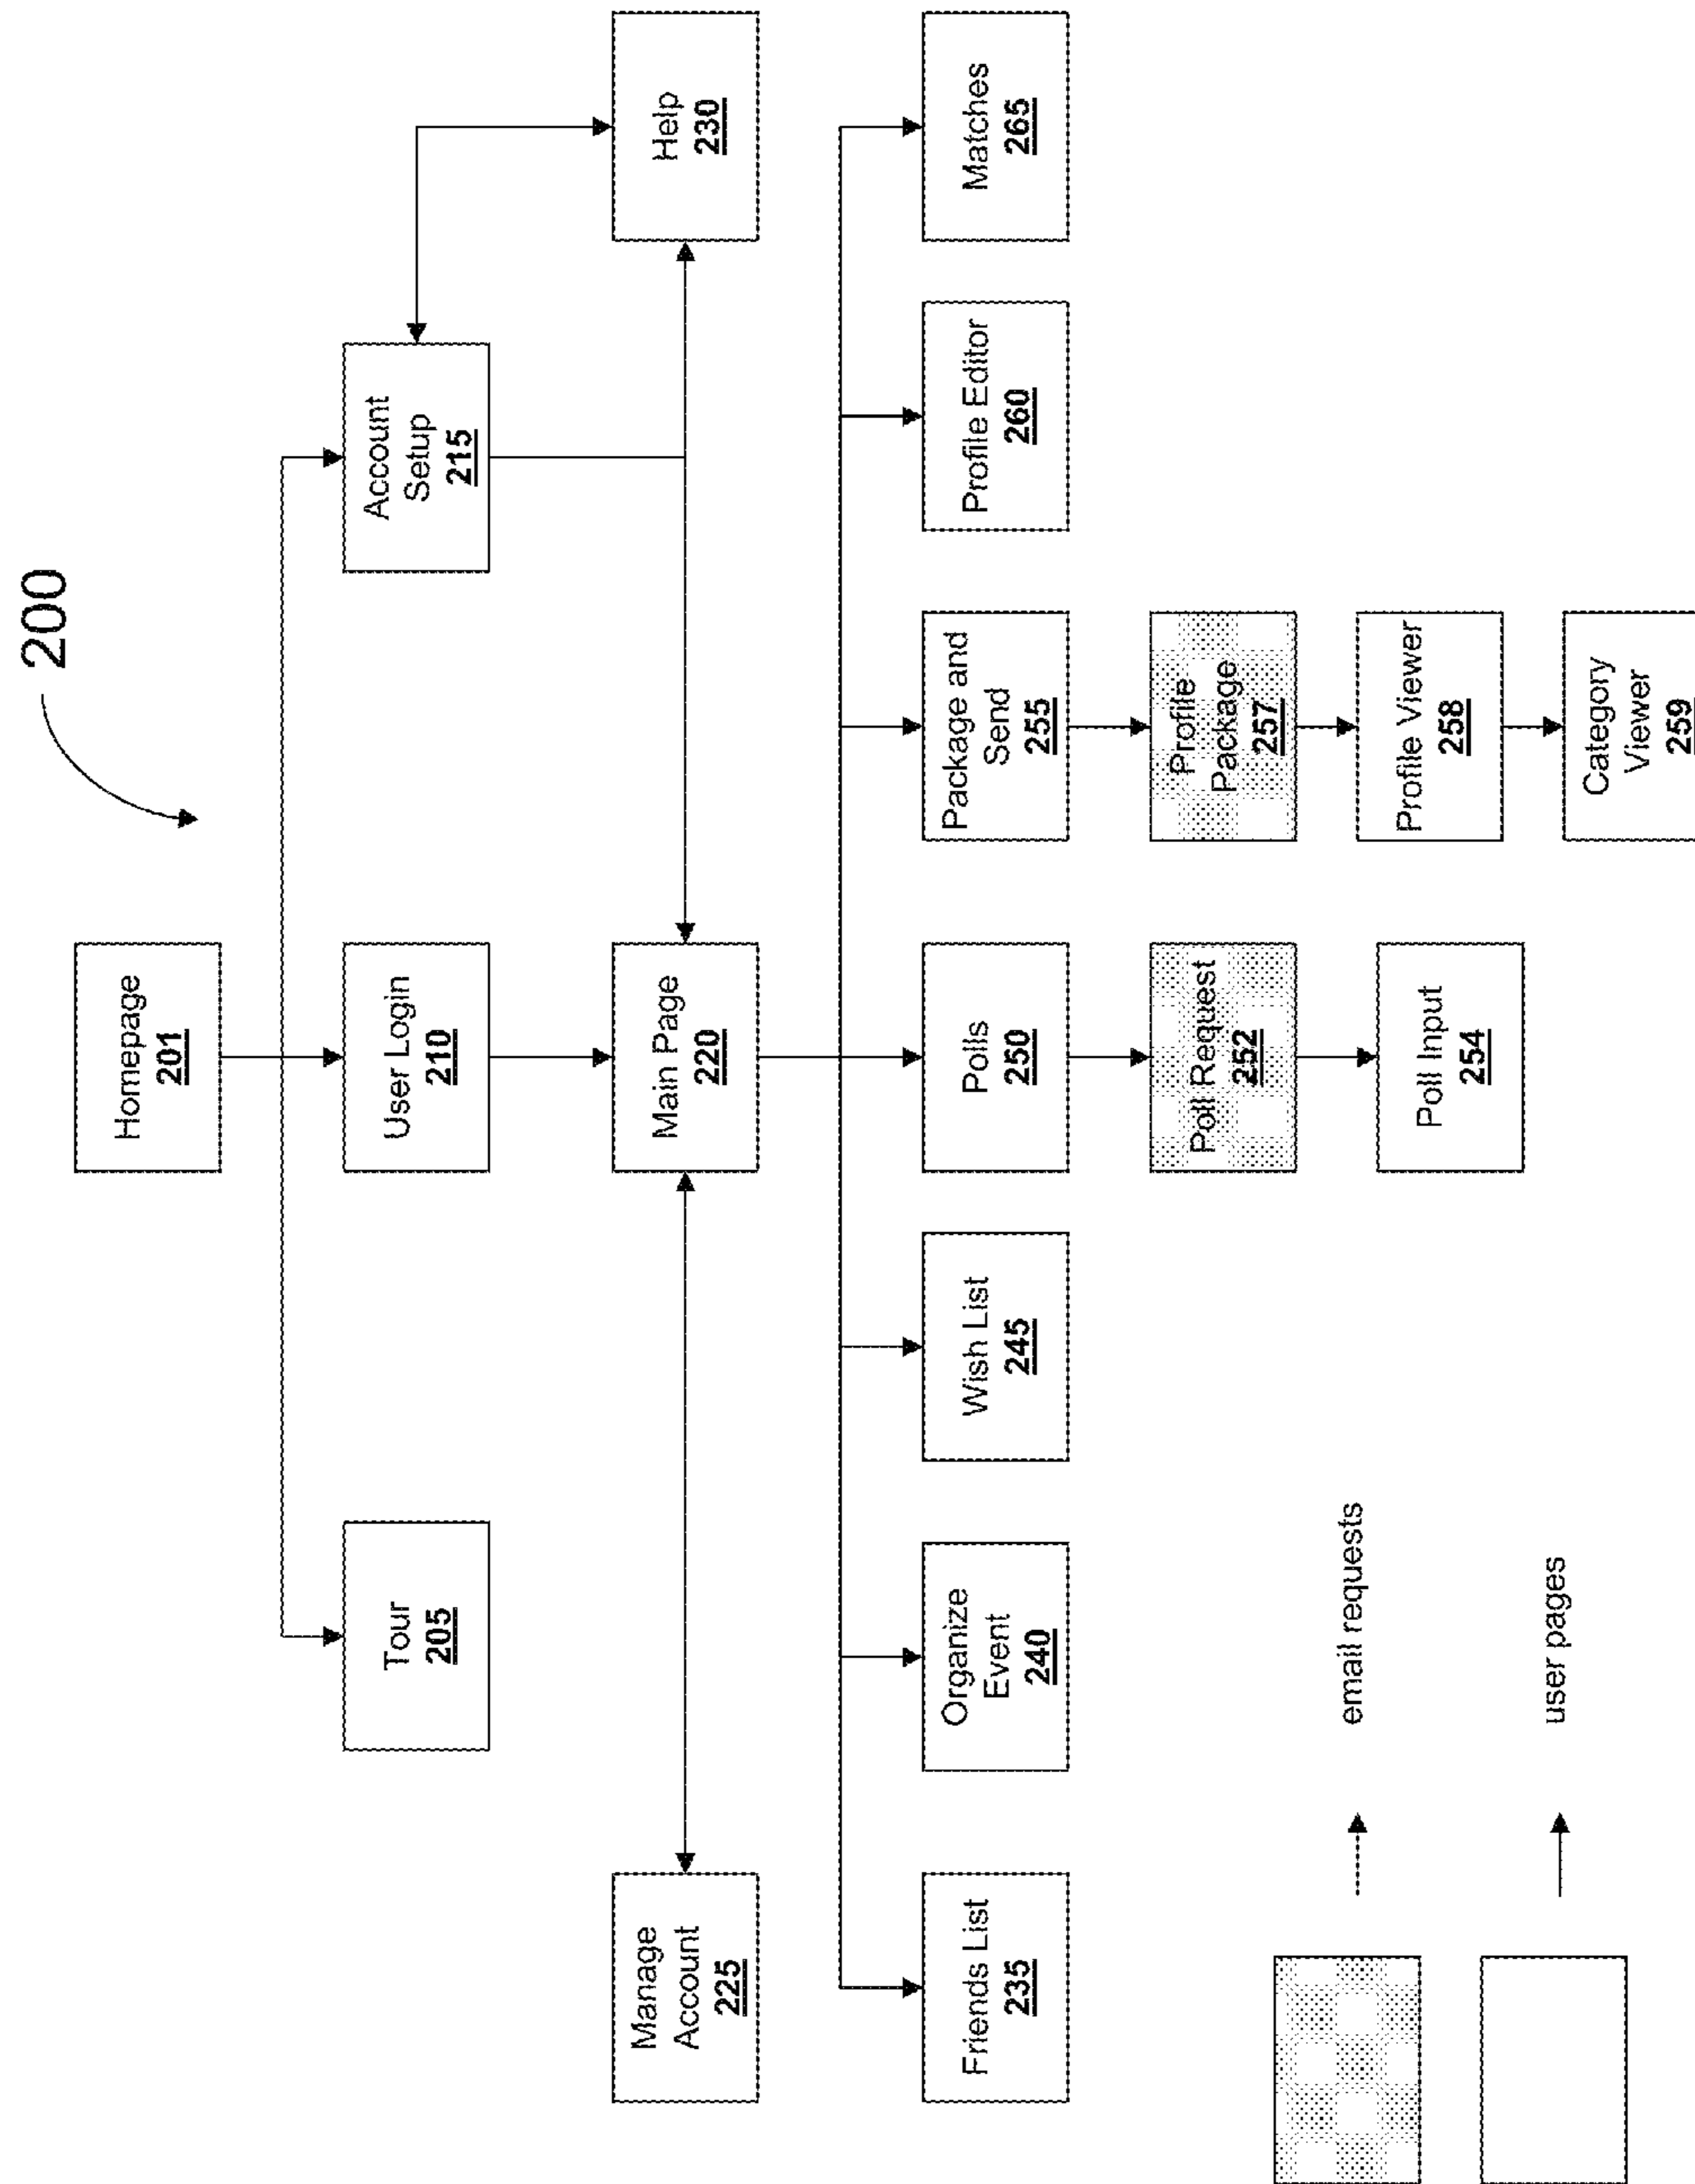 200
Homepage
201
Tour
205
User Login
210
Account
Setup
215
Manage
Account
225
Main Page
220
Help
230
Friends List
235
Organize
Event
240
Wish List
245
Polls
250
Package and
Send
255
Profile Editor
260
Matches
265
Poll Request
252
Profile
Package
257
Poll Input
254
Profile Viewer
258
Category
Viewer
259
email requests
user pages